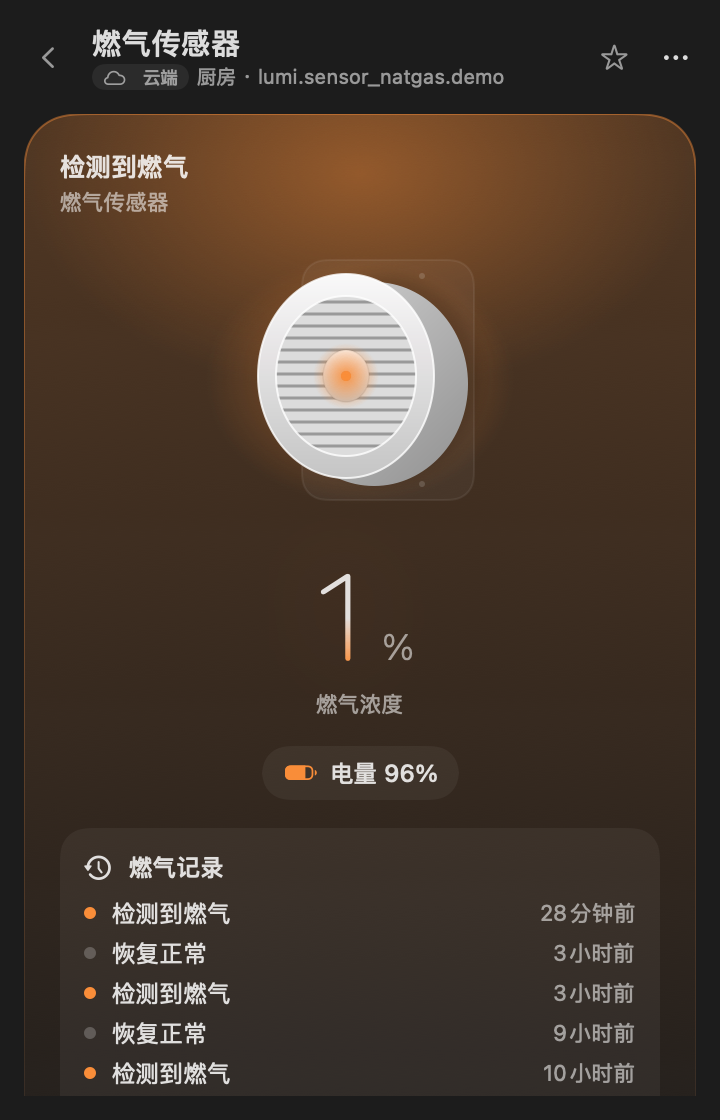 燃气传感器
云端 厨房 · lumi.sensor_natgas.demo
检测到燃气
燃气传感器
1 %
燃气浓度
电量 96%
燃气记录
检测到燃气 28分钟前
恢复正常 3小时前
检测到燃气 3小时前
恢复正常 9小时前
检测到燃气 10小时前